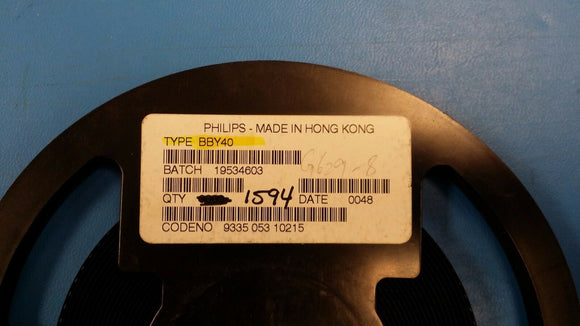 PHILIPS - MADE IN HONG KONG
TYPE BBY40
BATCH 19534603
QTY 1594 DATE 0048
CODENO 9335 053 10215